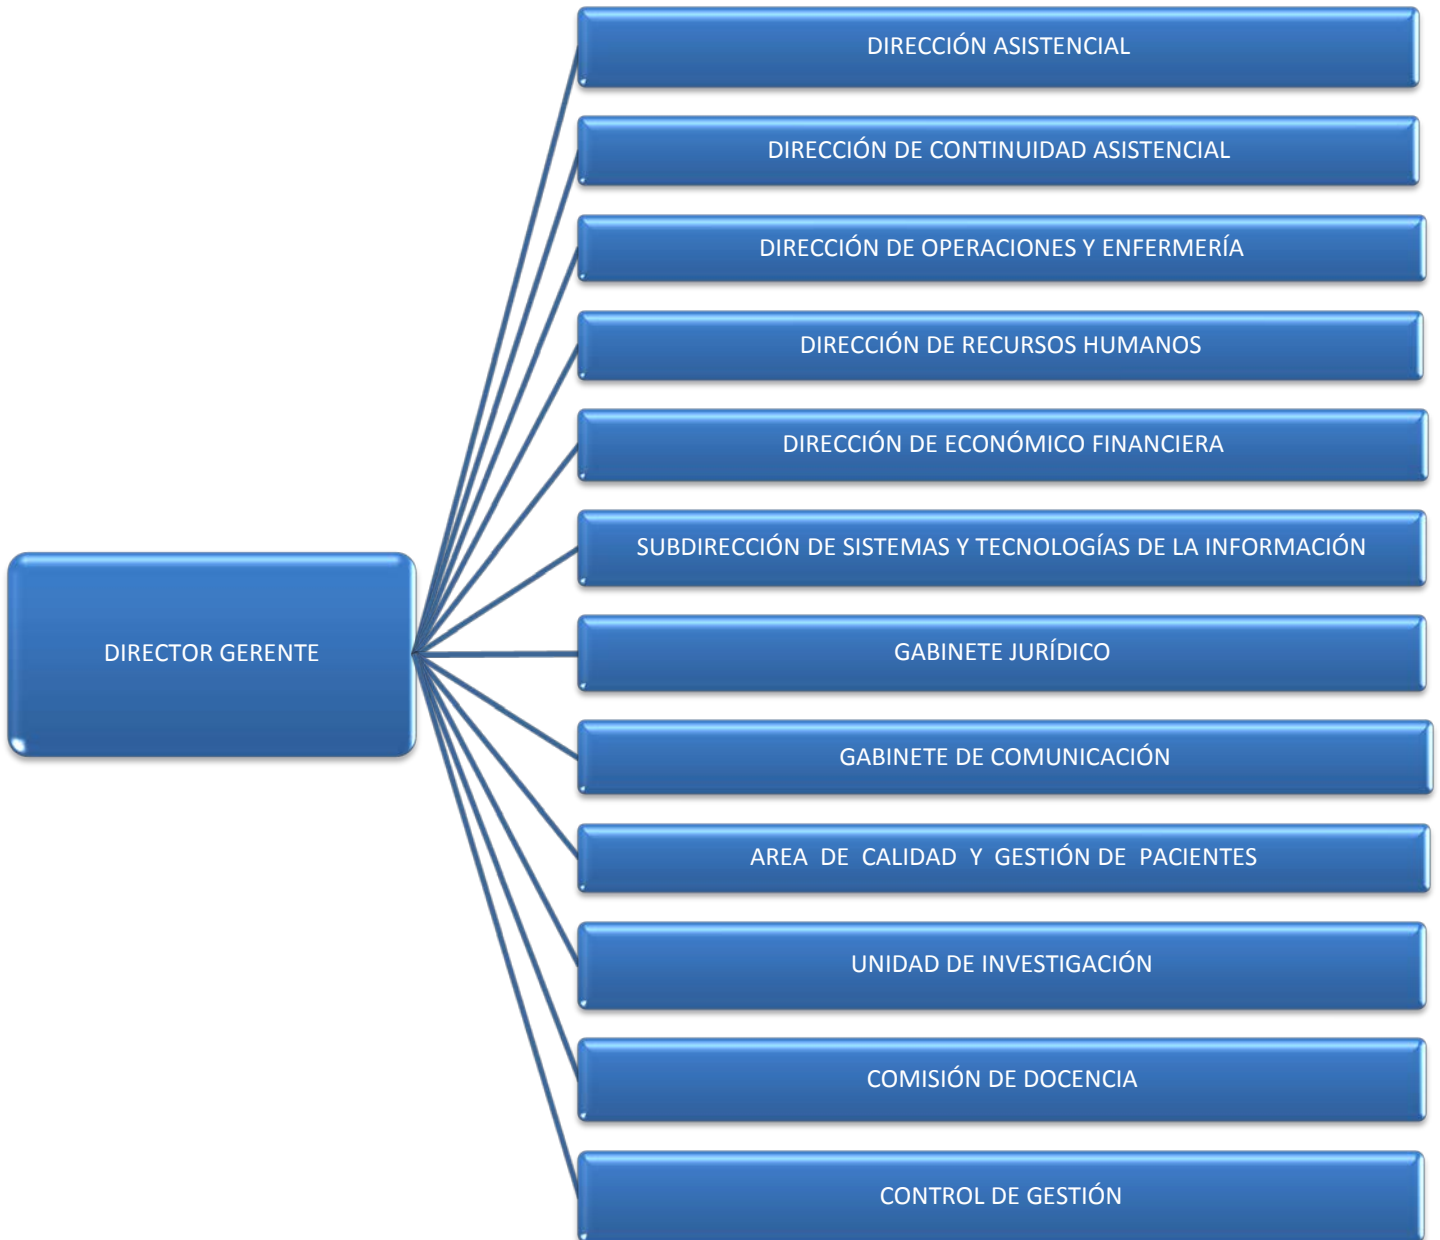 DIRECCIÓN ASISTENCIAL
DIRECCIÓN DE CONTINUIDAD ASISTENCIAL
DIRECCIÓN DE OPERACIONES Y ENFERMERÍA
DIRECCIÓN DE RECURSOS HUMANOS
DIRECCIÓN DE ECONÓMICO FINANCIERA
SUBDIRECCIÓN DE SISTEMAS Y TECNOLOGÍAS DE LA INFORMACIÓN
DIRECTOR GERENTE
GABINETE JURÍDICO
GABINETE DE COMUNICACIÓN
AREA DE CALIDAD Y GESTIÓN DE PACIENTES
UNIDAD DE INVESTIGACIÓN
COMISIÓN DE DOCENCIA
CONTROL DE GESTIÓN